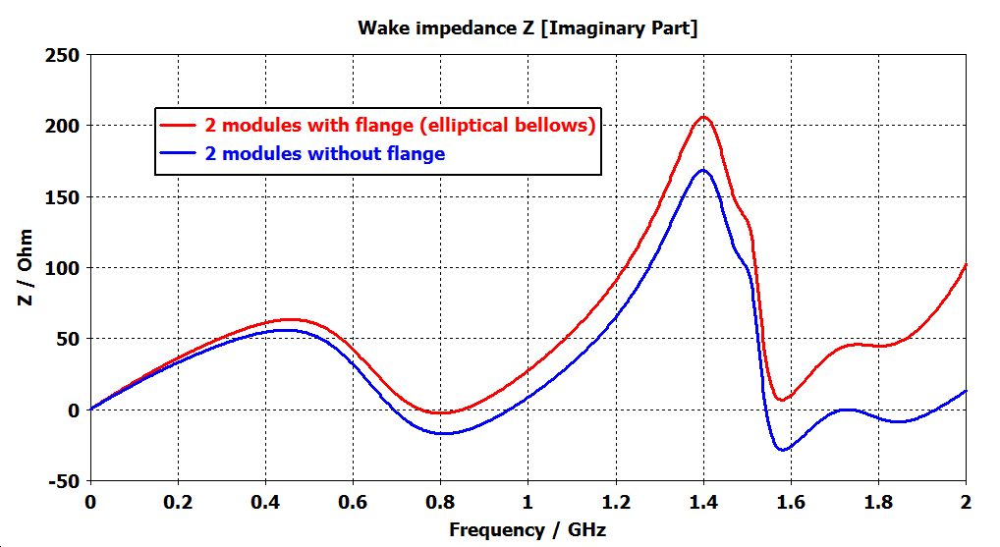 Wake impedance Z [Imaginary Part]
250
200
150
100
50
0
-50
Z / Ohm
2 modules with flange (elliptical bellows)
2 modules without flange
0 0.2 0.4 0.6 0.8 1 1.2 1.4 1.6 1.8 2
Frequency / GHz